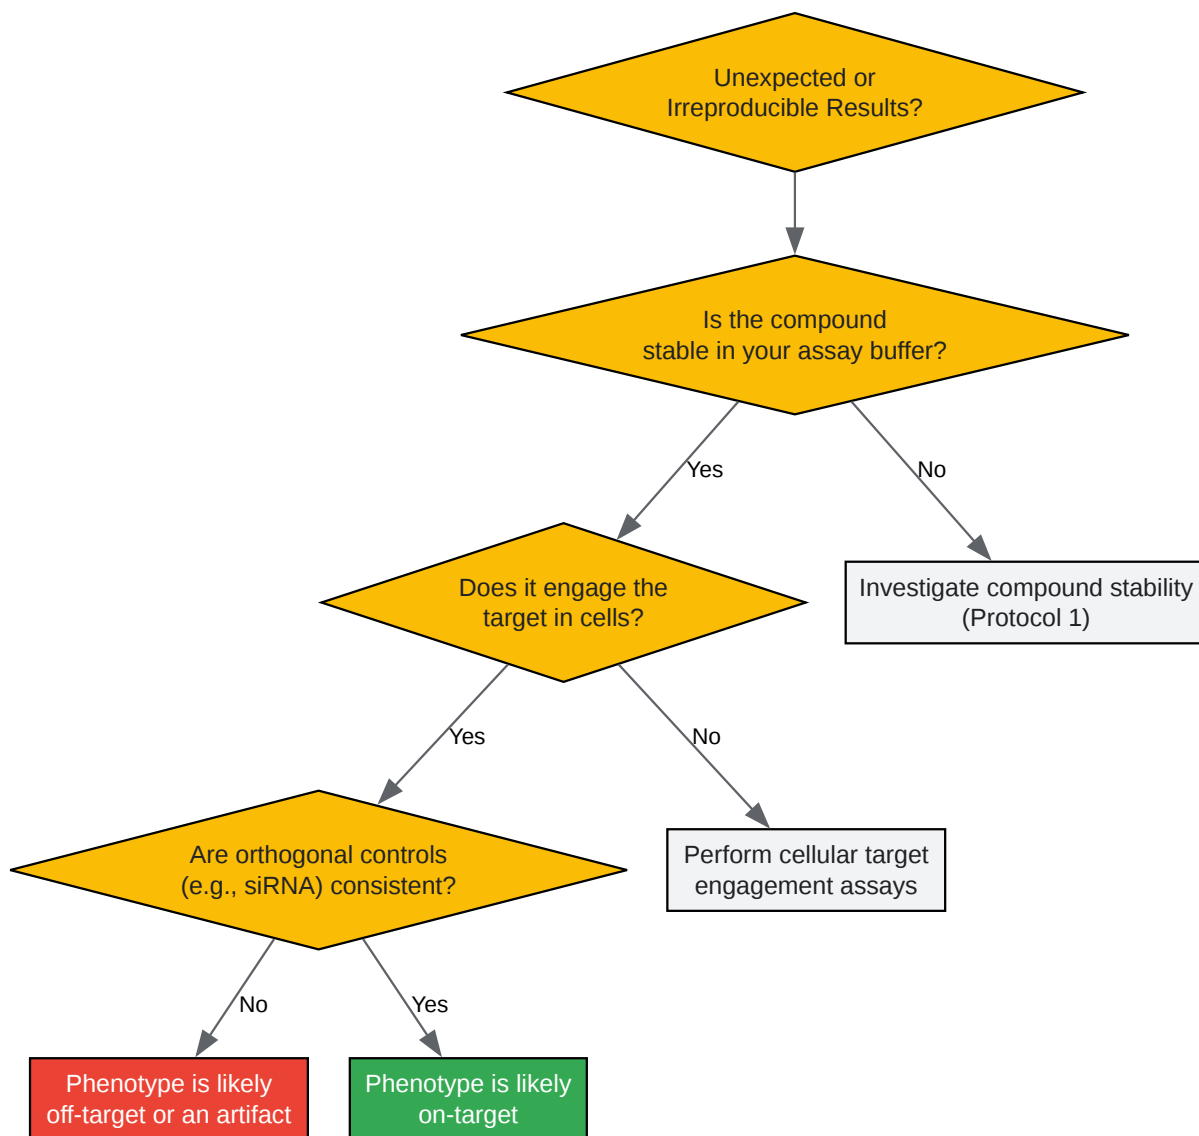 Unexpected or
Irreproducible Results?
Is the compound
stable in your assay buffer?
Yes
No
Does it engage the
target in cells?
Investigate compound stability
(Protocol 1)
Yes
No
Are orthogonal controls
(e.g., siRNA) consistent?
Perform cellular target
engagement assays
No
Yes
Phenotype is likely
off-target or an artifact
Phenotype is likely
on-target